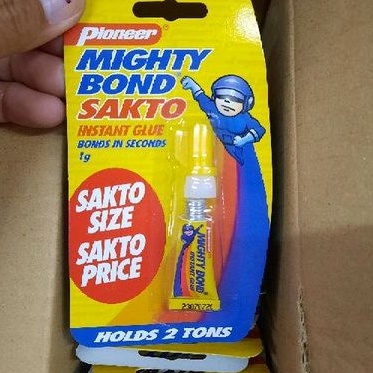 Pioneer
MIGHTY
BOND®
SAKTO
INSTANT GLUE
BONDS IN SECONDS
1g
SAKTO
SIZE
SAKTO
PRICE
MIGHTY BOND
INSTANT GLUE
HOLDS 2 TONS